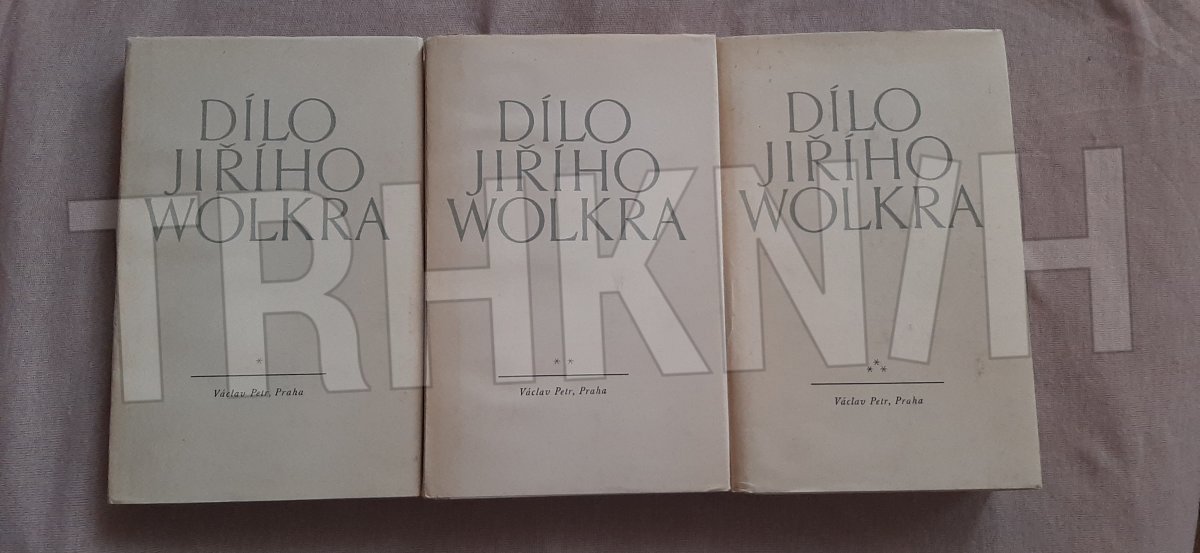 DÍLO
JIŘÍHO
WOLKRA
*
Václav Petr, Praha
DÍLO
JIŘÍHO
WOLKRA
* *
Václav Petr, Praha
DÍLO
JIŘÍHO
WOLKRA
***
Václav Petr, Praha
TRHKNIH